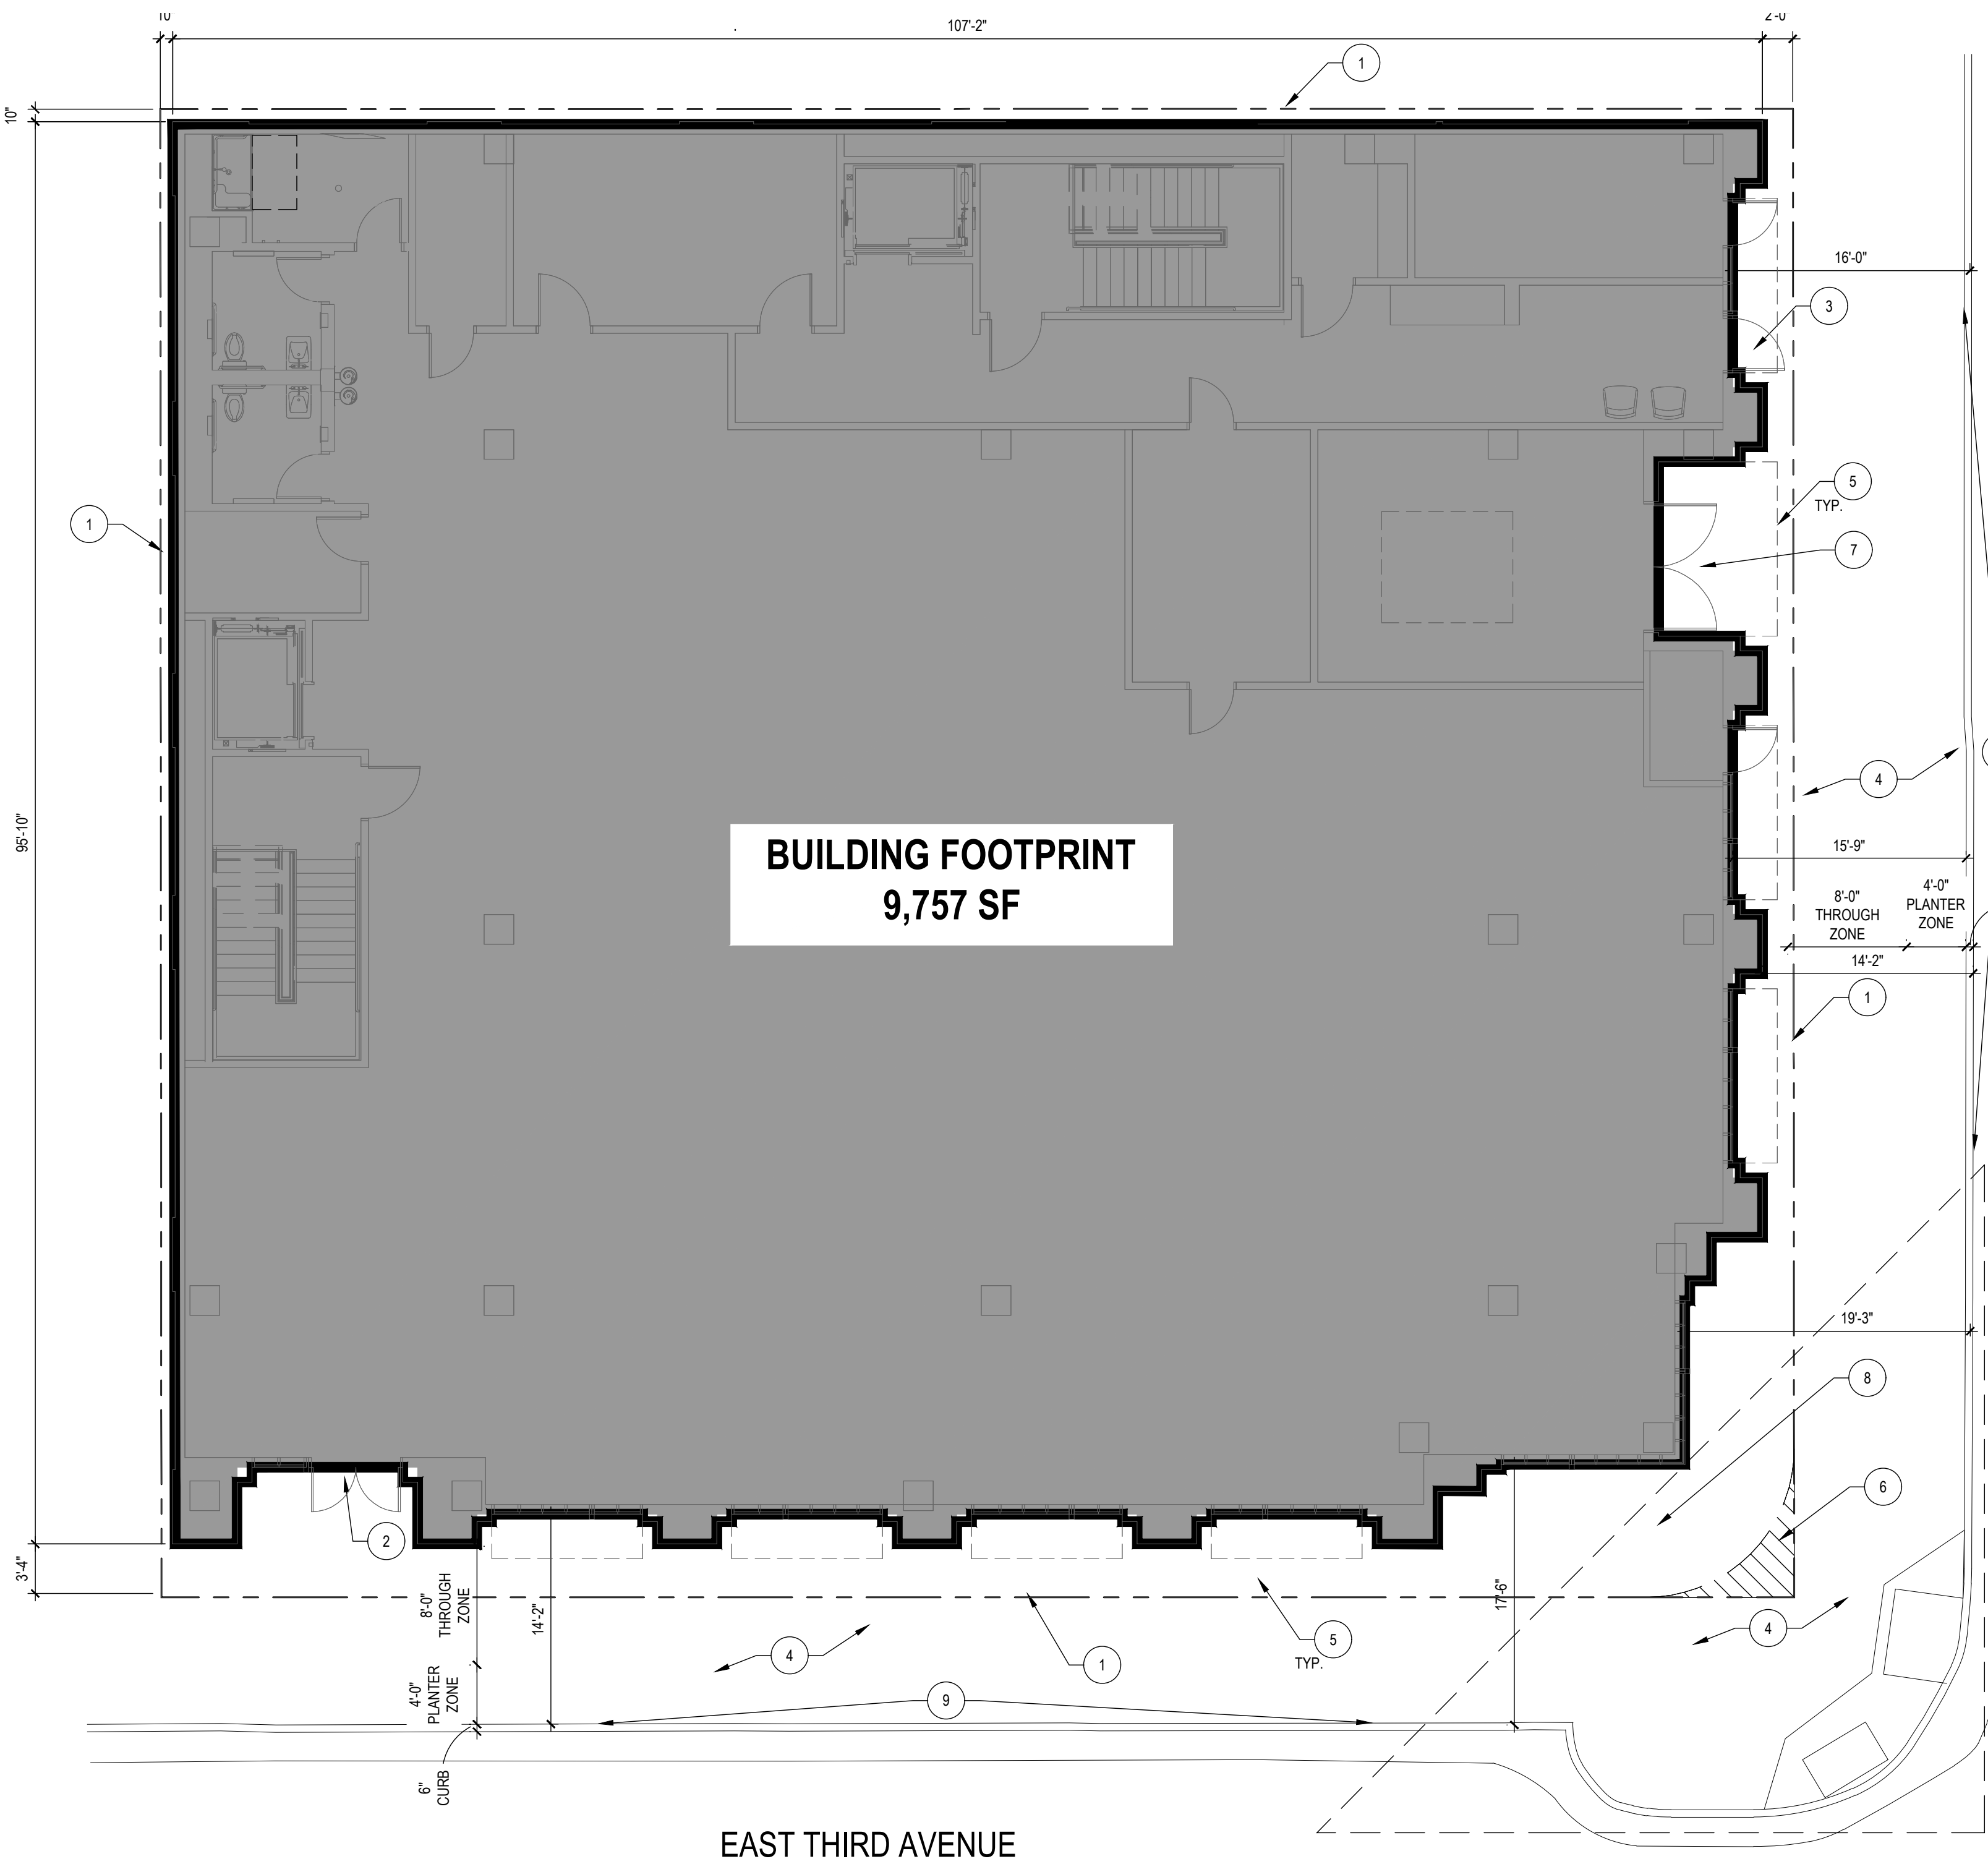 107'-2"
2'-0"
10"
1
16'-0"
3
5
TYP.
1
7
4
95'-10"
BUILDING FOOTPRINT
9,757 SF
15'-9"
8'-0"
THROUGH
ZONE
4'-0"
PLANTER
ZONE
14'-2"
1
19'-3"
8
6
2
3'-4"
8'-0"
THROUGH
ZONE
14'-2"
17'-6"
4
1
5
TYP.
4
4'-0"
PLANTER
ZONE
9
6"
CURB
EAST THIRD AVENUE